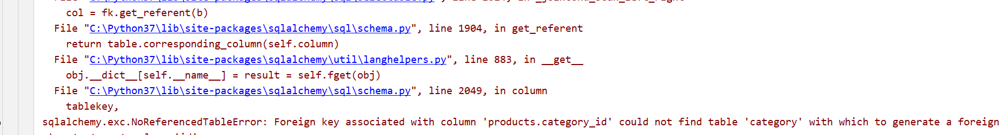 col = fk.get_referent(b)
File "C:\Python37\lib\site-packages\sqlalchemy\sql\schema.py", line 1904, in get_referent
return table.corresponding_column(self.column)
File "C:\Python37\lib\site-packages\sqlalchemy\util\langhelpers.py", line 883, in __get__
obj.__dict__[self.__name__] = result = self.fget(obj)
File "C:\Python37\lib\site-packages\sqlalchemy\sql\schema.py", line 2049, in column
tablekey,
sqlalchemy.exc.NoReferencedTableError: Foreign key associated with column 'products.category_id' could not find table 'category' with which to generate a foreign